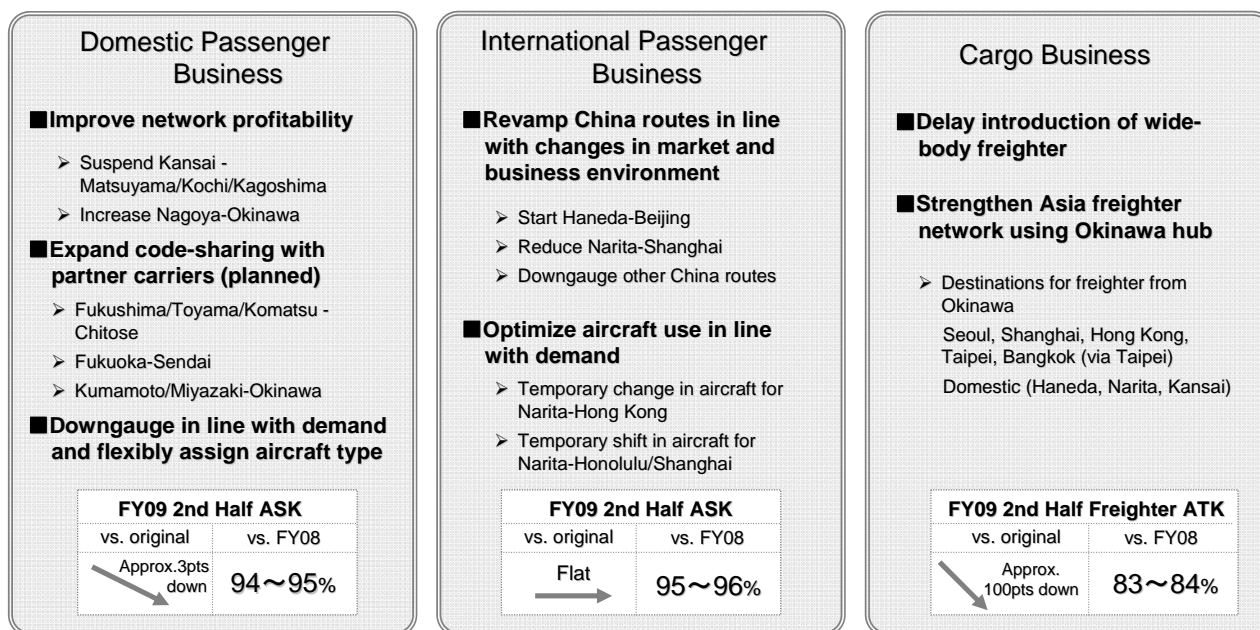 Domestic Passenger
Business
■Improve network profitability
➢ Suspend Kansai -
Matsuyama/Kochi/Kagoshima
➢ Increase Nagoya-Okinawa
■Expand code-sharing with
partner carriers (planned)
➢ Fukushima/Toyama/Komatsu -
Chitose
➢ Fukuoka-Sendai
➢ Kumamoto/Miyazaki-Okinawa
■Downgauge in line with demand
and flexibly assign aircraft type
FY09 2nd Half ASK
vs. original vs. FY08
Approx.3pts
down
94～95%
International Passenger
Business
■Revamp China routes in line
with changes in market and
business environment
➢ Start Haneda-Beijing
➢ Reduce Narita-Shanghai
➢ Downgauge other China routes
■Optimize aircraft use in line
with demand
➢ Temporary change in aircraft for
Narita-Hong Kong
➢ Temporary shift in aircraft for
Narita-Honolulu/Shanghai
FY09 2nd Half ASK
vs. original vs. FY08
Flat
95～96%
Cargo Business
■Delay introduction of wide-
body freighter
■Strengthen Asia freighter
network using Okinawa hub
➢ Destinations for freighter from
Okinawa
Seoul, Shanghai, Hong Kong,
Taipei, Bangkok (via Taipei)
Domestic (Haneda, Narita, Kansai)
FY09 2nd Half Freighter ATK
vs. original vs. FY08
Approx.
100pts down
83～84%